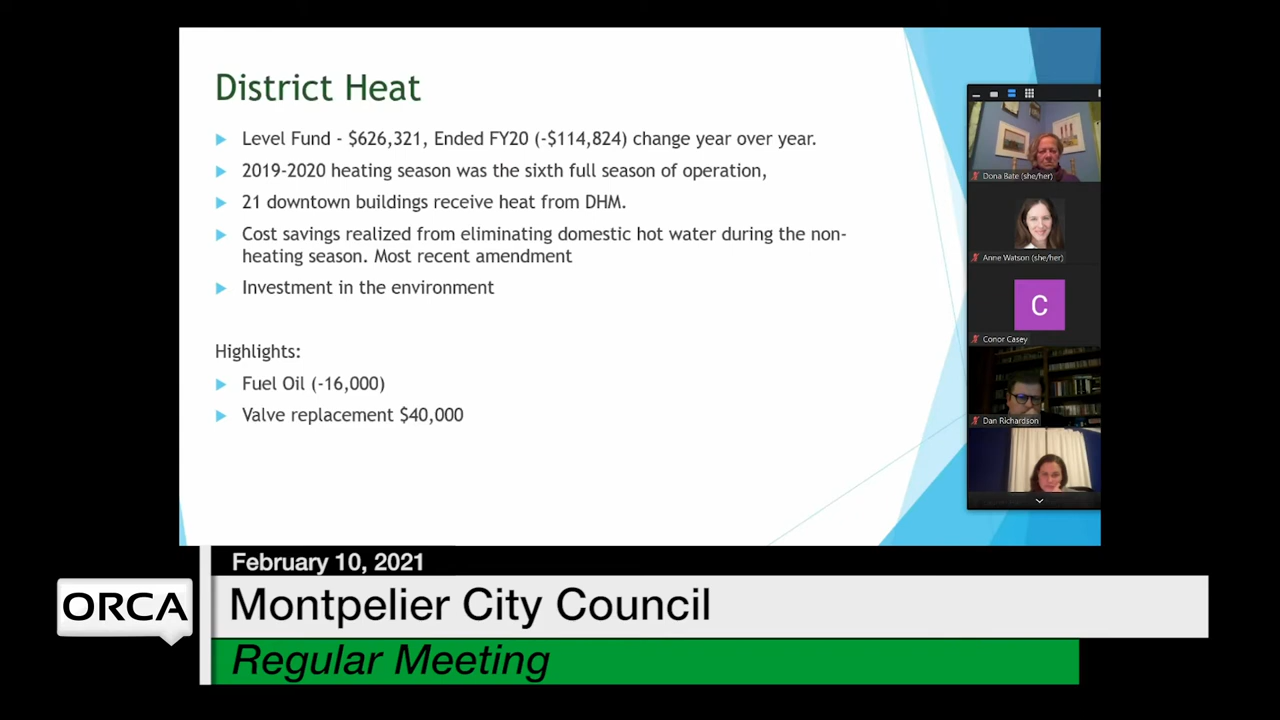 District Heat
Level Fund - $626,321, Ended FY20 (-$114,824) change year over year.
2019-2020 heating season was the sixth full season of operation,
21 downtown buildings receive heat from DHM.
Cost savings realized from eliminating domestic hot water during the non-
heating season. Most recent amendment
Investment in the environment
Highlights:
Fuel Oil (-16,000)
Valve replacement $40,000
Dona Bate (she/her)
Anne Watson (she/her)
C
Conor Casey
Dan Richardson
February 10, 2021
ORCA
Montpelier City Council
Regular Meeting